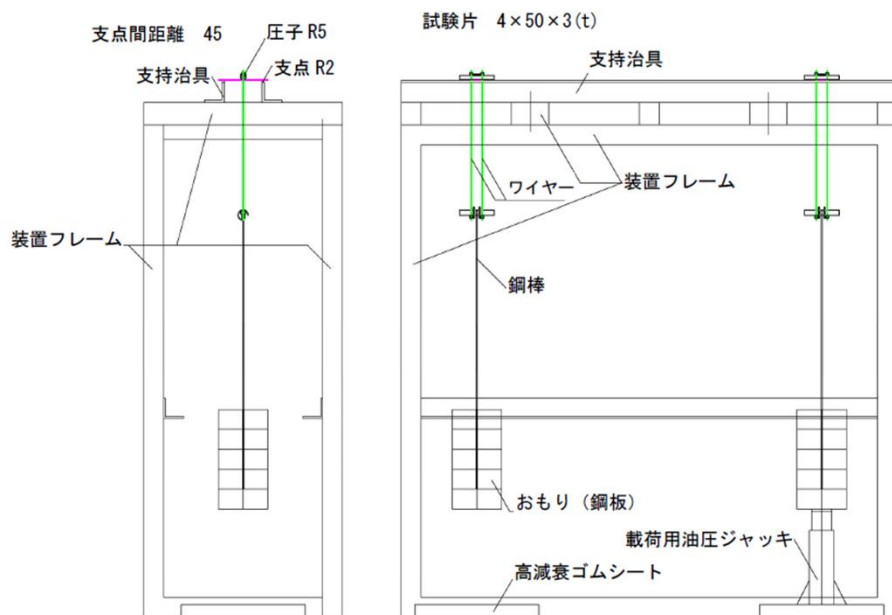 支点間距離 45
圧子 R5
支点 R2
支持治具
装置フレーム
試験片 4×50×3(t)
支持治具
ワイヤー
装置フレーム
鋼棒
おもり(鋼板)
載荷用油圧ジャッキ
高減衰ゴムシート